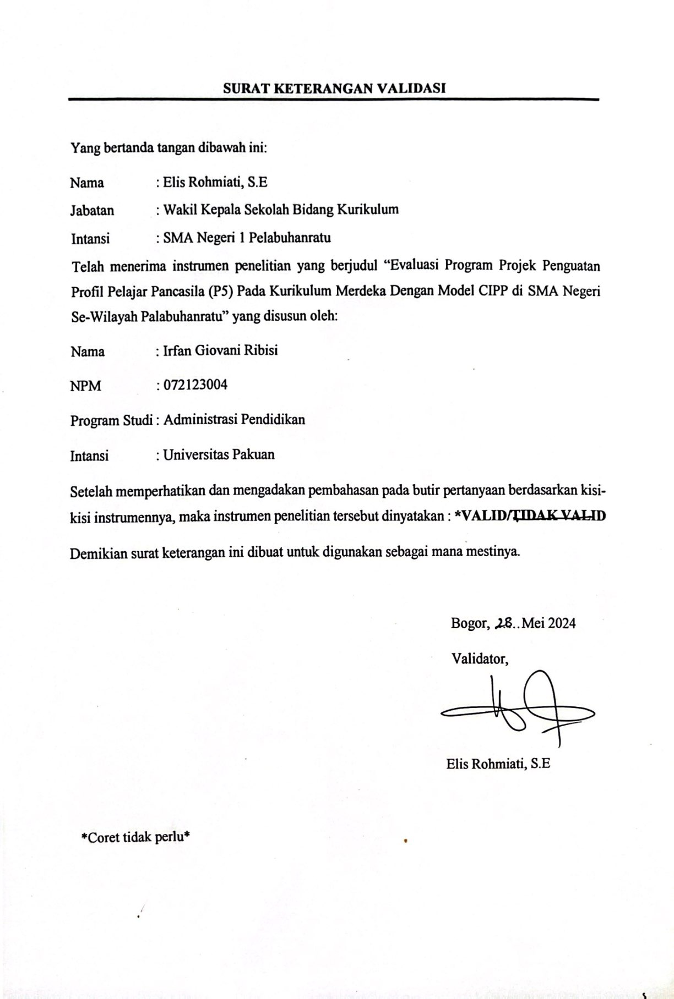 SURAT KETERANGAN VALIDASI
Yang bertanda tangan dibawah ini:
Nama : Elis Rohmiati, S.E
Jabatan : Wakil Kepala Sekolah Bidang Kurikulum
Intansi : SMA Negeri 1 Pelabuhanratu
Telah menerima instrumen penelitian yang berjudul “Evaluasi Program Projek Penguatan
Profil Pelajar Pancasila (P5) Pada Kurikulum Merdeka Dengan Model CIPP di SMA Negeri
Se-Wilayah Palabuhanratu” yang disusun oleh:
Nama : Irfan Giovani Ribisi
NPM : 072123004
Program Studi : Administrasi Pendidikan
Intansi : Universitas Pakuan
Setelah memperhatikan dan mengadakan pembahasan pada butir pertanyaan berdasarkan kisi-
kisi instrumennya, maka instrumen penelitian tersebut dinyatakan : *VALID/TIDAK VALID
Demikian surat keterangan ini dibuat untuk digunakan sebagai mana mestinya.
Bogor, 28.. Mei 2024
Validator,
Elis Rohmiati, S.E
*Coret tidak perlu*